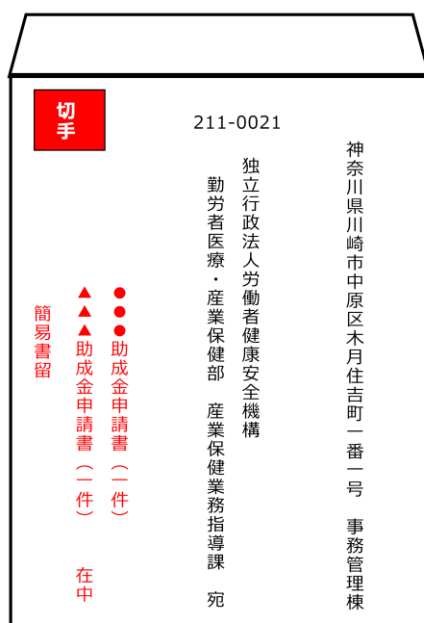 切手
211-0021
神奈川県川崎市中原区木月住吉町一番一号　事務管理棟
独立行政法人労働者健康安全機構
勤労者医療・産業保健部　産業保健業務指導課　宛
●●●助成金申請書（一件）
▲▲▲助成金申請書（一件）　在中
簡易書留